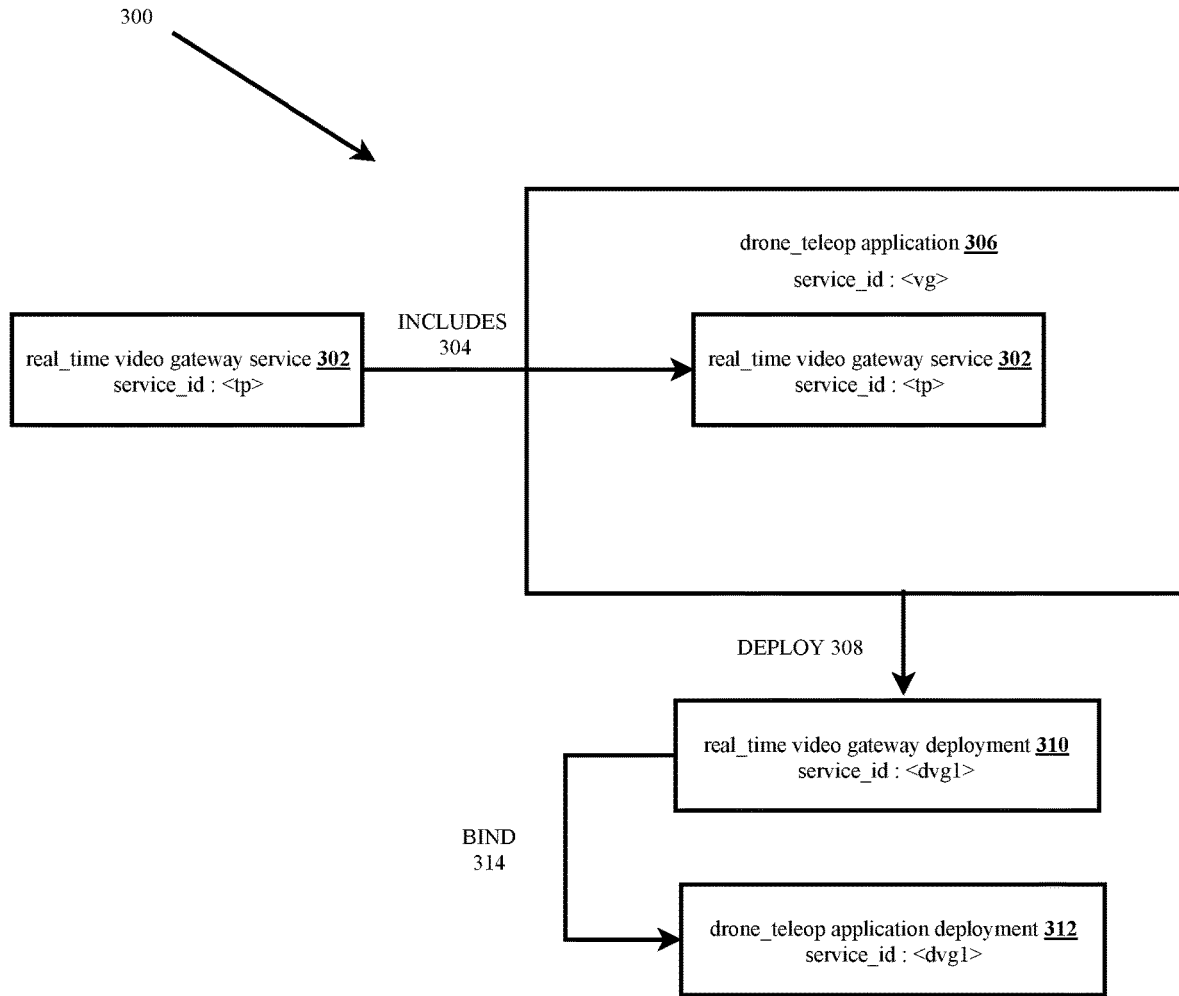 300
drone_teleop application 306
service_id : <vg>
INCLUDES
304
real_time video gateway service 302
service_id : <tp>
real_time video gateway service 302
service_id : <tp>
DEPLOY 308
real_time video gateway deployment 310
service_id : <dvg1>
BIND
314
drone_teleop application deployment 312
service_id : <dvg1>